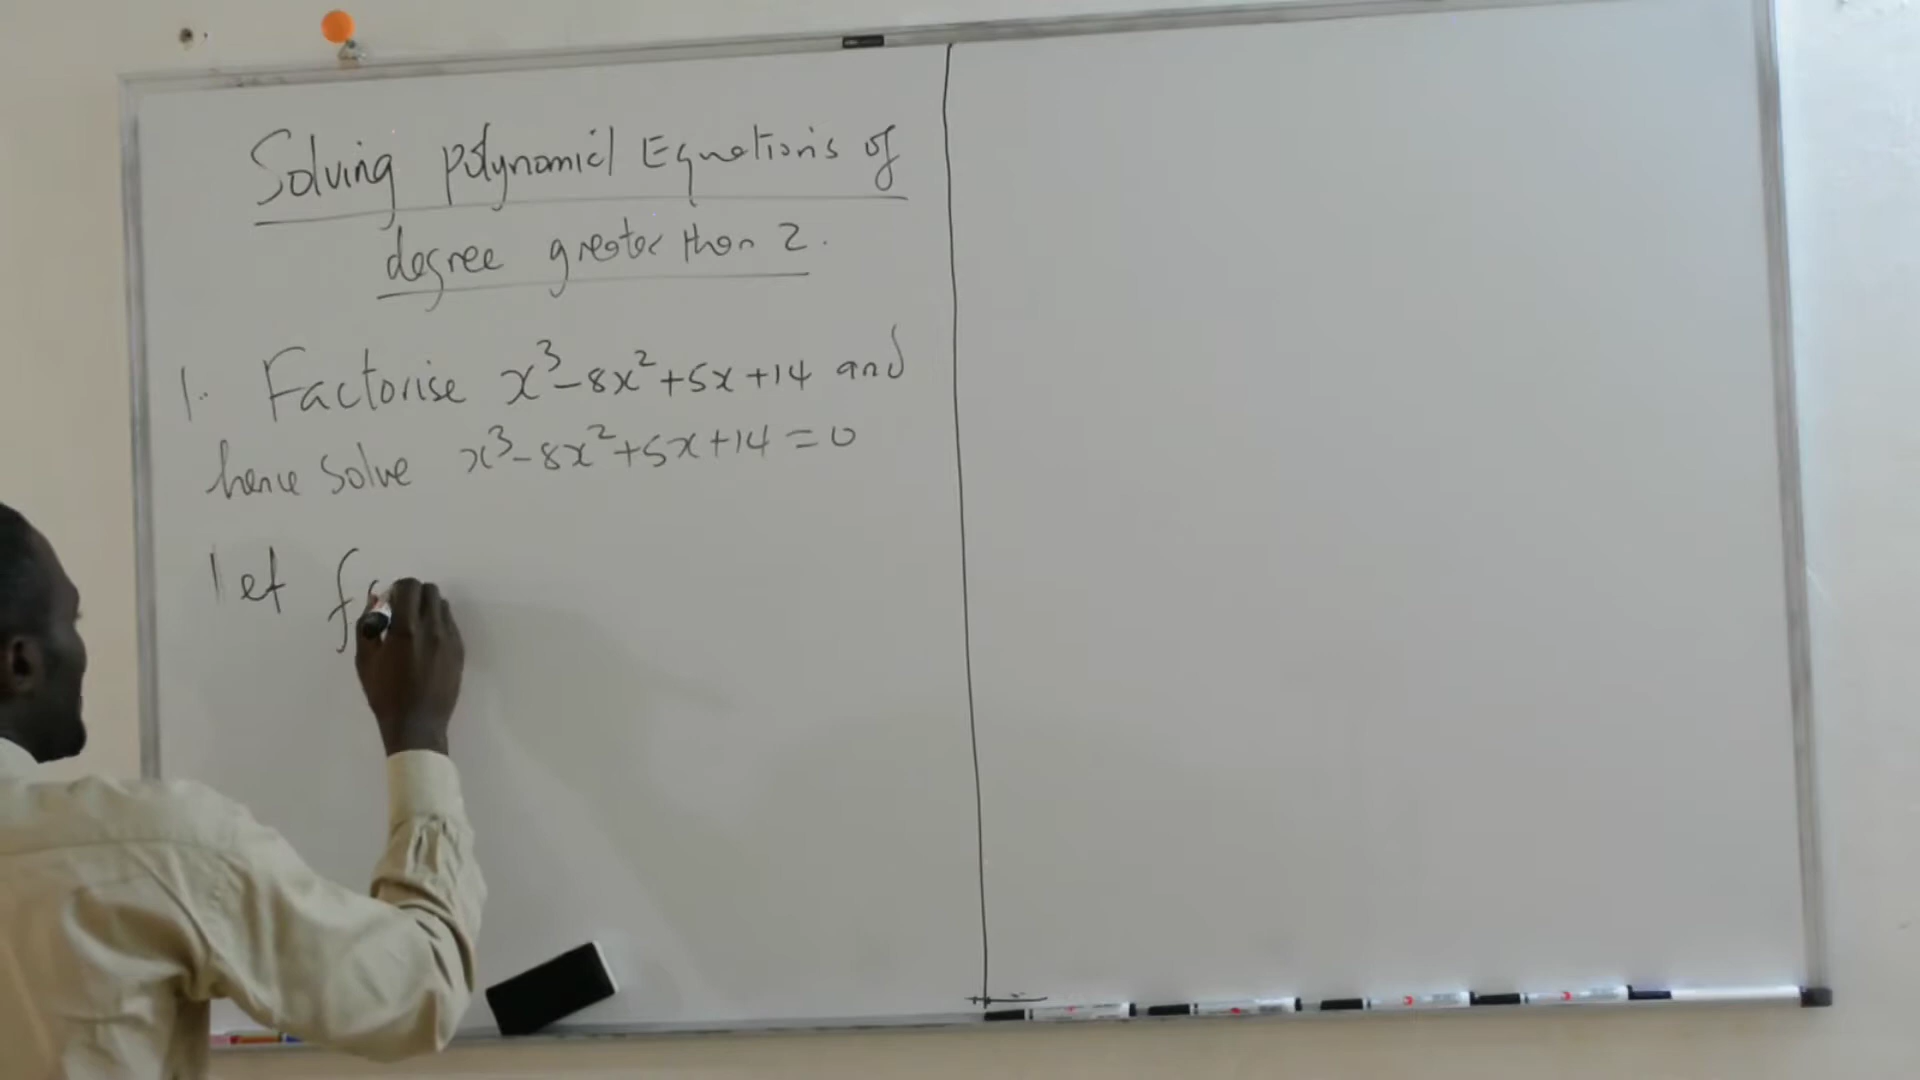 Solving polynomial Equations of
degree greater than 2.
1. Factorise x³-8x²+5x+14 and
hence solve x³-8x²+5x+14=0
let f(